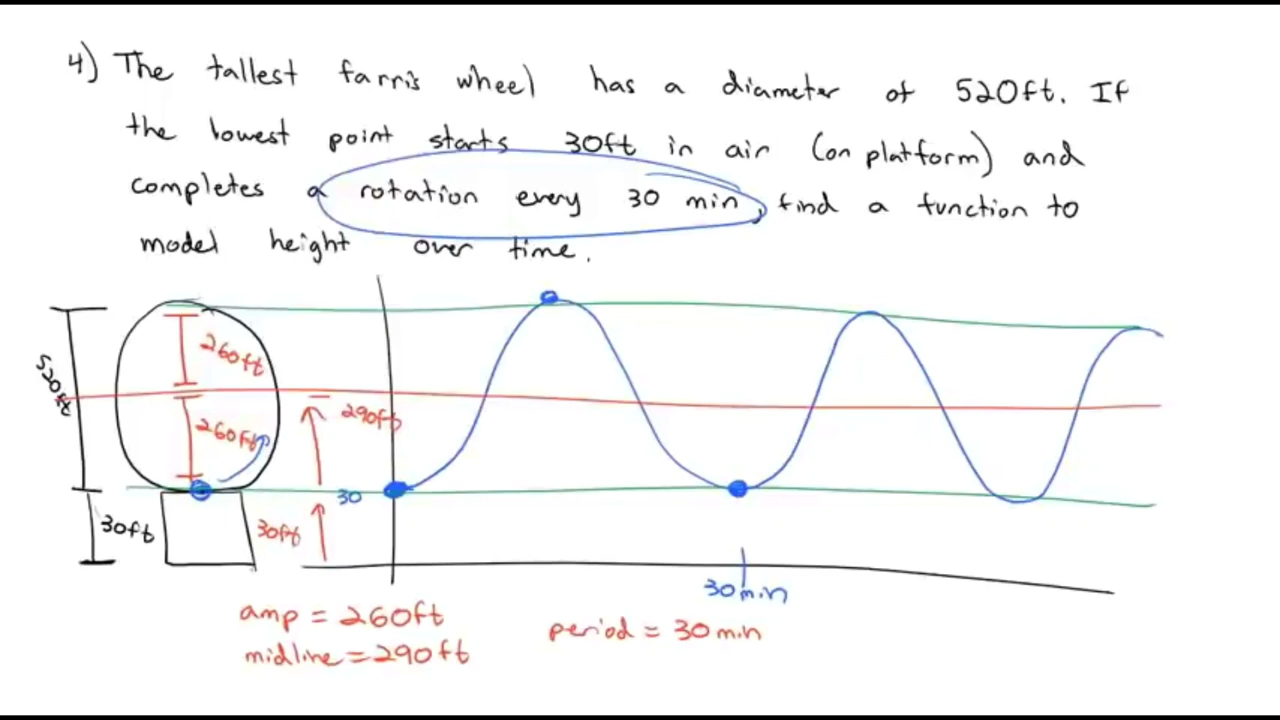 4) The tallest farris wheel has a diameter of 520ft. If
the lowest point starts 30ft in air (on platform) and
completes a rotation every 30 min, find a function to
model height over time.
520ft
260ft
260ft
290ft
30
30ft
30ft
30min
amp = 260ft
midline = 290ft
period = 30min